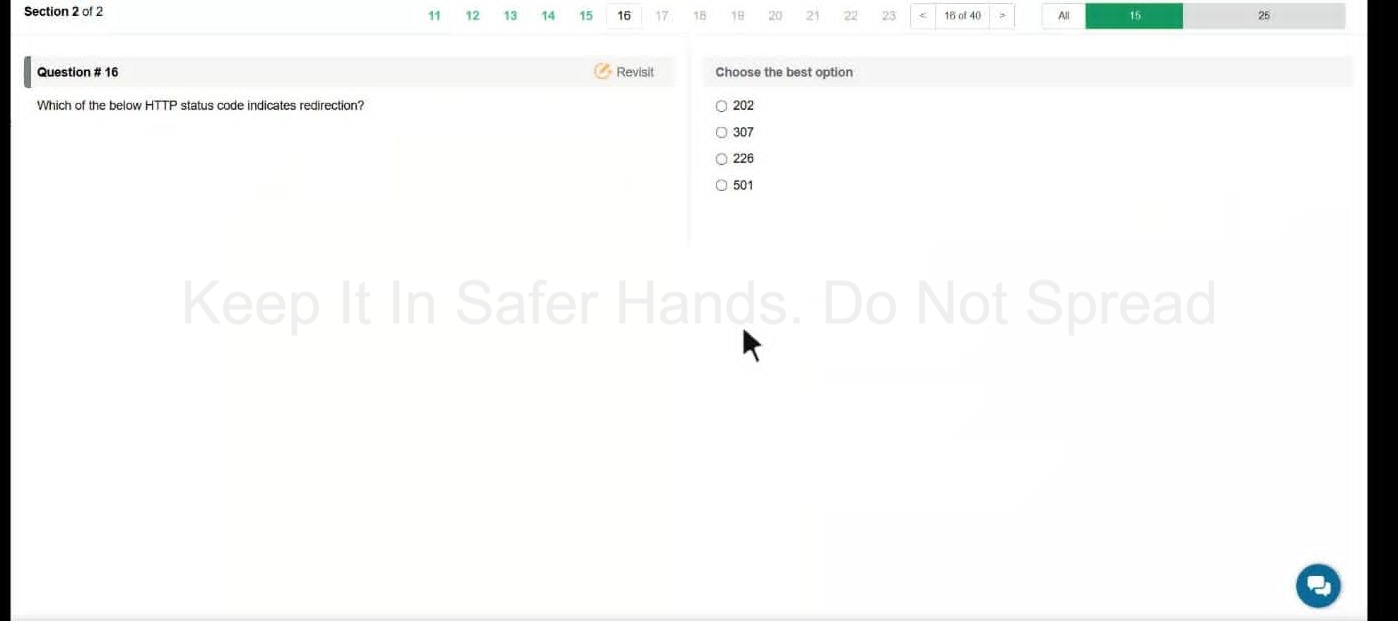 Section 2 of 2
11 12 13 14 15 16 17 18 19 20 21 22 23 < 16 of 40 > All 15 25
Question # 16
Revisit
Which of the below HTTP status code indicates redirection?
Choose the best option
202
307
226
501
Keep It In Safer Hands. Do Not Spread